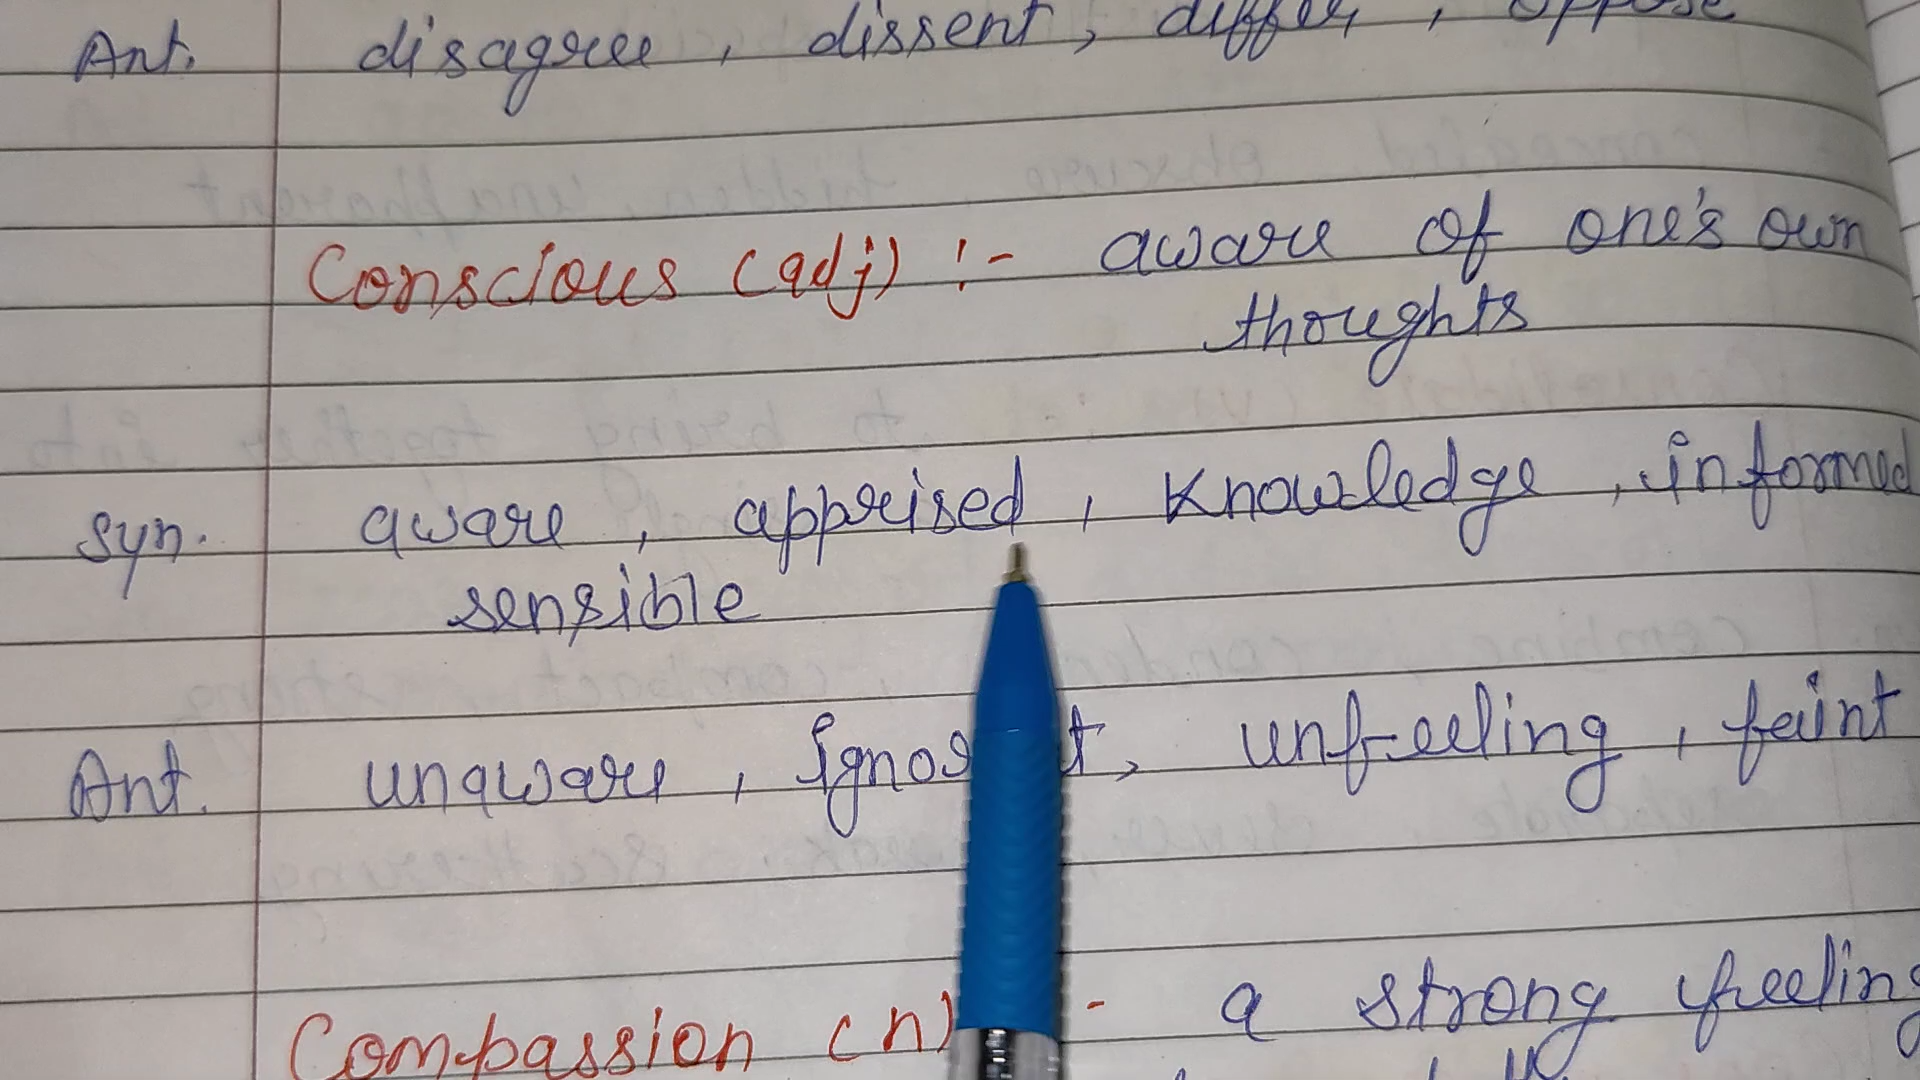 Ant. disagree, dissent, differ, oppose
Conscious (adj) :- aware of one's own
thoughts
Syn. aware, apprised, Knowledge, informed
sensible
Ant. unaware, unfeeling, faint
Compassion (n) - a strong feeling